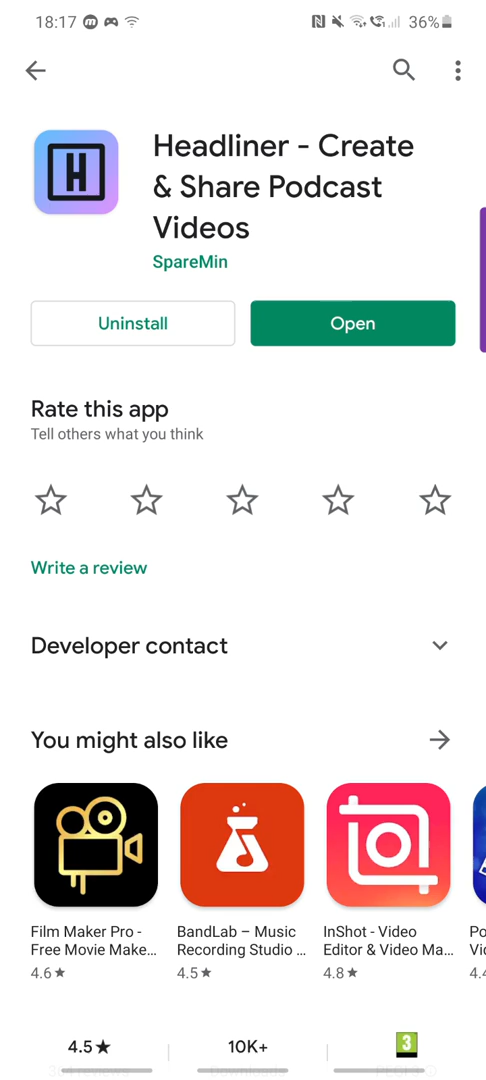 18:17
36%
Headliner - Create
& Share Podcast
Videos
SpareMin
Uninstall
Open
Rate this app
Tell others what you think
Write a review
Developer contact
You might also like
Film Maker Pro -
Free Movie Make...
4.6★
BandLab – Music
Recording Studio ...
4.5★
InShot - Video
Editor & Video Ma...
4.8★
4.5★
10K+
3